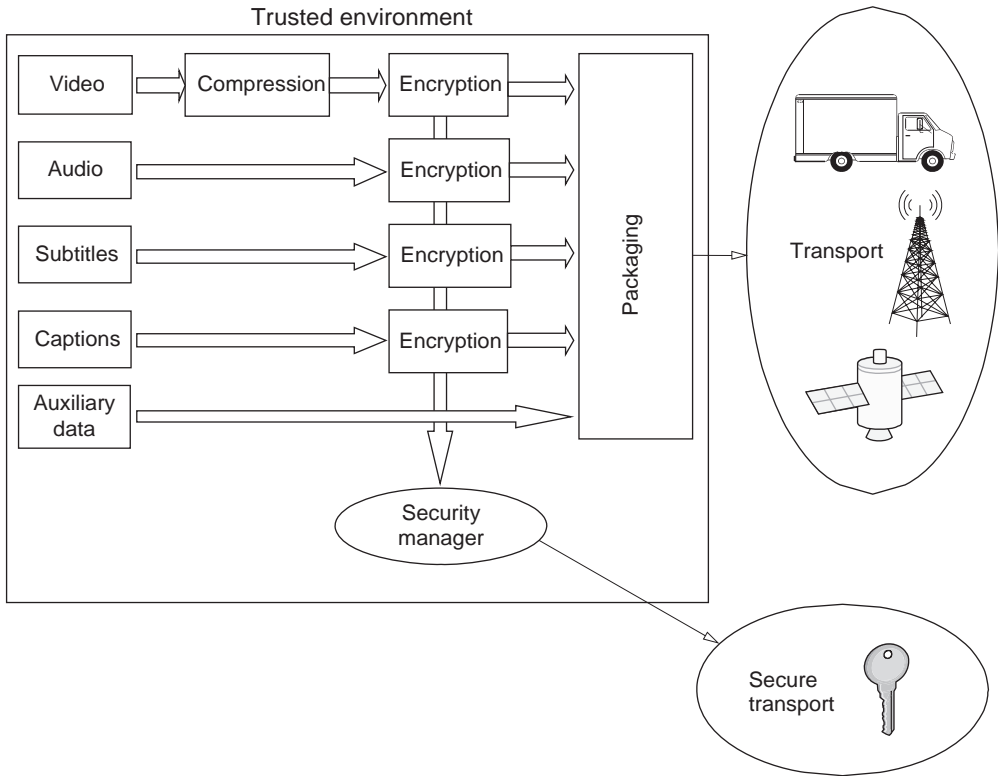 Trusted environment
Video
Compression
Encryption
Audio
Encryption
Subtitles
Encryption
Captions
Encryption
Auxiliary
data
Packaging
Security
manager
Transport
Secure
transport